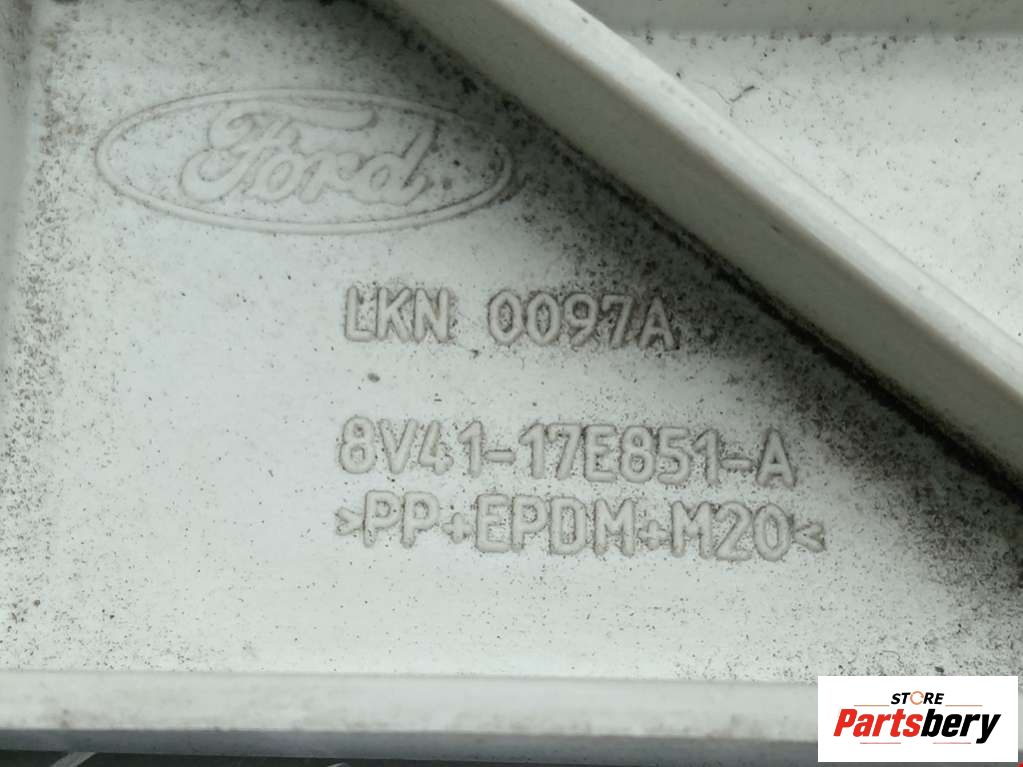 Ford
LKN 0097A
8V41-17E851-A
>PP+EPDM+M20<
STORE
Partsbery